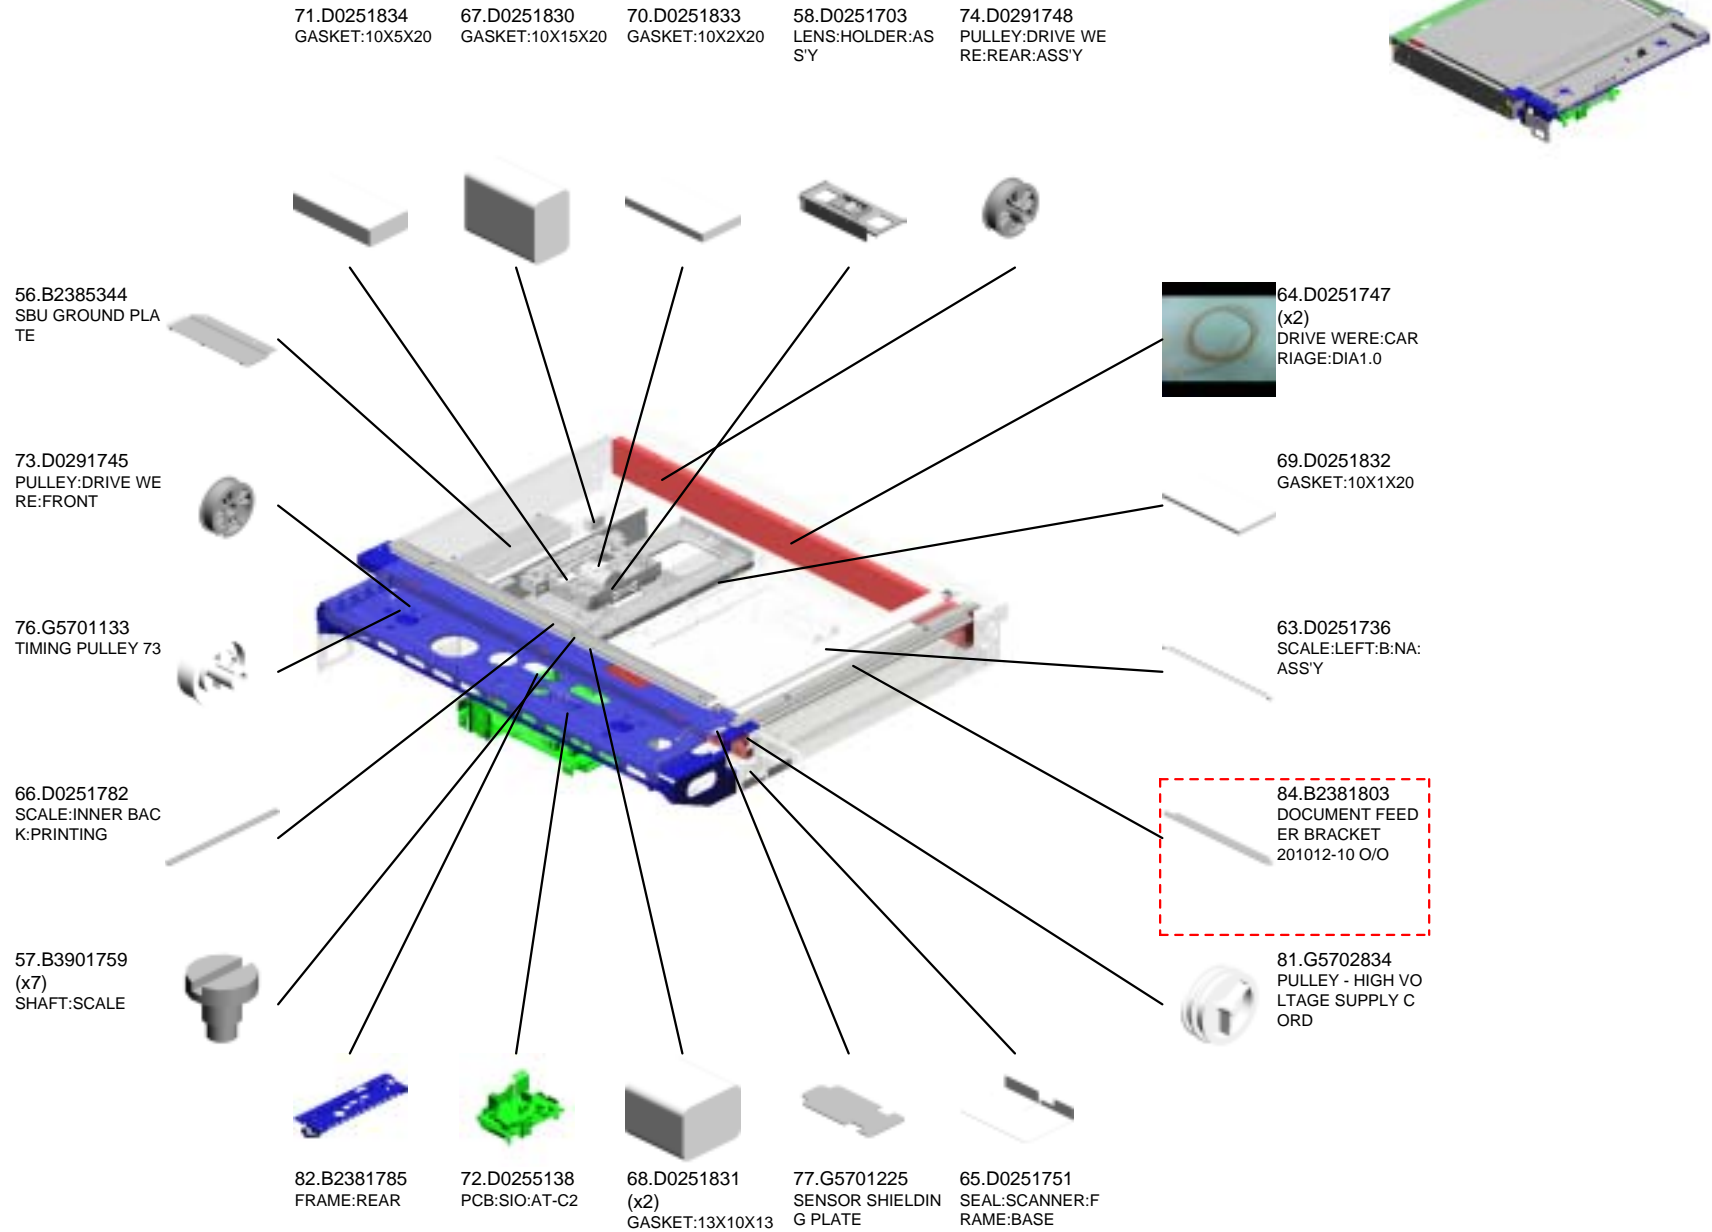 71.D0251834
GASKET:10X5X20
67.D0251830
GASKET:10X15X20
70.D0251833
GASKET:10X2X20
58.D0251703
LENS:HOLDER:AS
S'Y
74.D0291748
PULLEY:DRIVE WE
RE:REAR:ASS'Y
56.B2385344
SBU GROUND PLA
TE
64.D0251747
(x2)
DRIVE WERE:CAR
RIAGE:DIA1.0
73.D0291745
PULLEY:DRIVE WE
RE:FRONT
69.D0251832
GASKET:10X1X20
76.G5701133
TIMING PULLEY 73
63.D0251736
SCALE:LEFT:B:NA:
ASS'Y
66.D0251782
SCALE:INNER BAC
K:PRINTING
84.B2381803
DOCUMENT FEED
ER BRACKET
201012-10 O/O
57.B3901759
(x7)
SHAFT:SCALE
81.G5702834
PULLEY - HIGH VO
LTAGE SUPPLY C
ORD
82.B2381785
FRAME:REAR
72.D0255138
PCB:SIO:AT-C2
68.D0251831
(x2)
GASKET:13X10X13
77.G5701225
SENSOR SHIELDIN
G PLATE
65.D0251751
SEAL:SCANNER:F
RAME:BASE